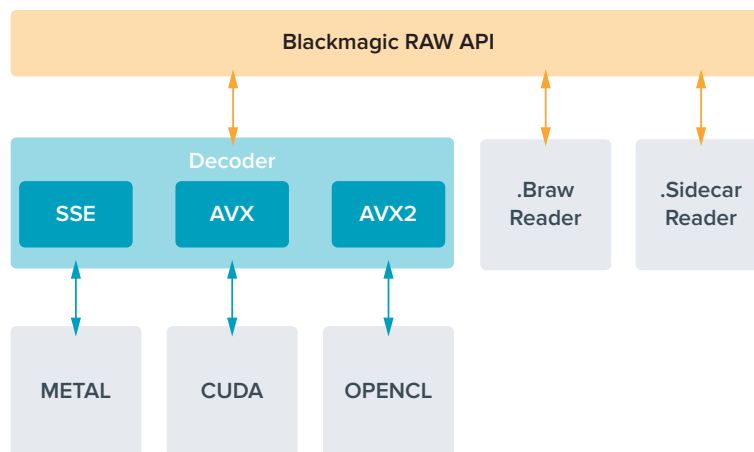 Blackmagic RAW API
Decoder
SSE
AVX
AVX2
.Braw
Reader
.Sidecar
Reader
METAL
CUDA
OPENCL